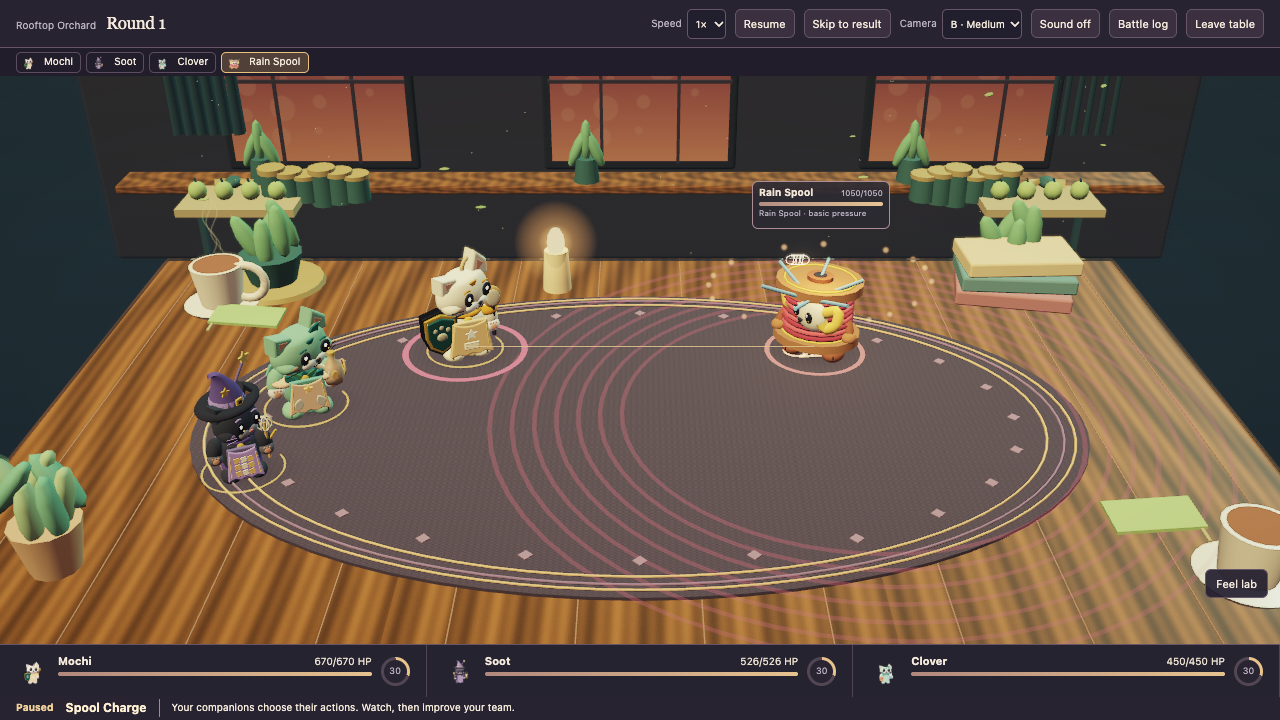 Rooftop Orchard Round 1
Speed 1x Resume Skip to result Camera B · Medium Sound off Battle log Leave table
Mochi Soot Clover Rain Spool
Rain Spool 1050/1050
Rain Spool · basic pressure
Feel lab
Mochi 670/670 HP 30
Soot 526/526 HP 30
Clover 450/450 HP 30
Paused Spool Charge Your companions choose their actions. Watch, then improve your team.